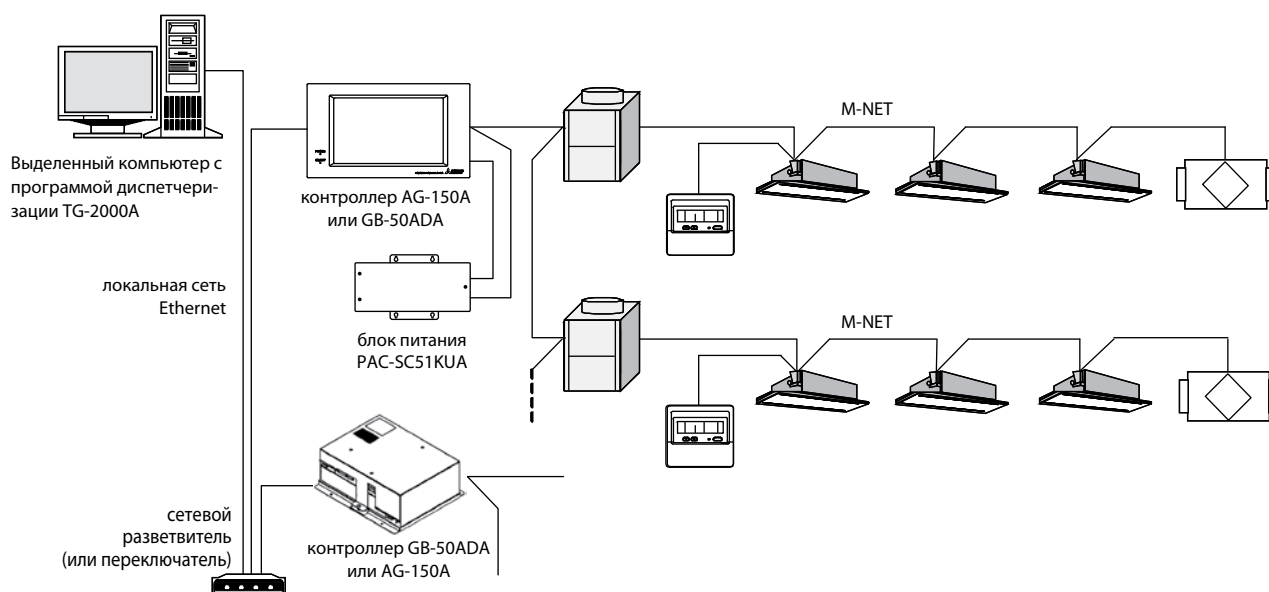 Выделенный компьютер с
программой диспетчери-
зации TG-2000A
контроллер AG-150A
или GB-50ADA
M-NET
локальная сеть
Ethernet
блок питания
PAC-SC51KUA
M-NET
сетевой
разветвитель
(или переключатель)
контроллер GB-50ADA
или AG-150A